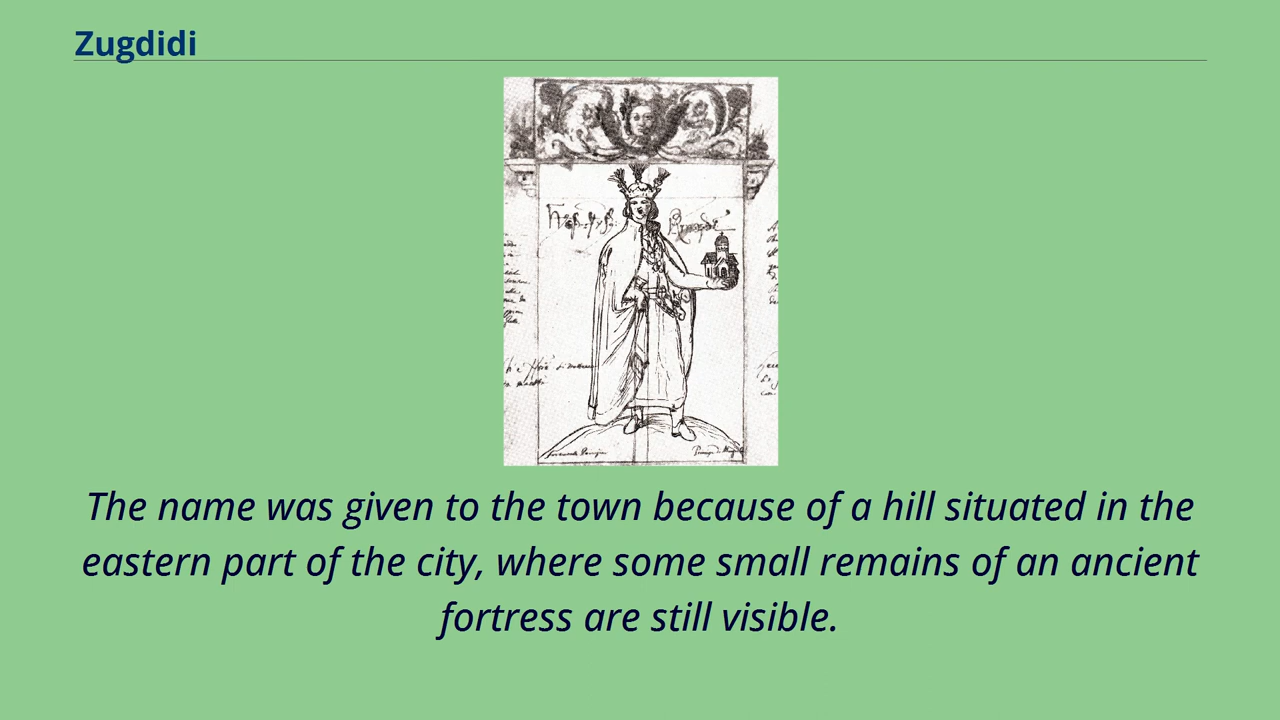 Zugdidi
The name was given to the town because of a hill situated in the
eastern part of the city, where some small remains of an ancient
fortress are still visible.